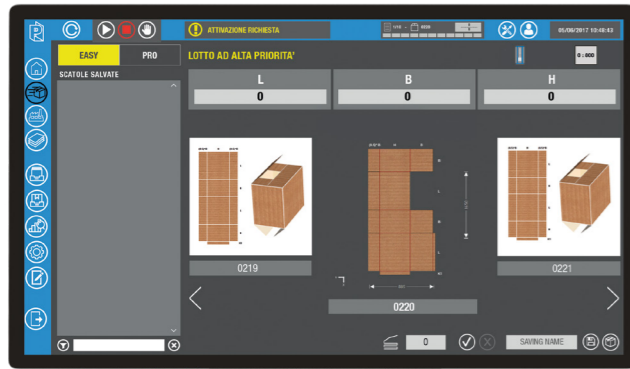 ATTIVAZIONE RICHIESTA
05/06/2017 10:48:43
EASY
PRO
LOTTO AD ALTA PRIORITA'
0 : 800
SCATOLE SALVATE
L
B
H
0
0
0
0219
0220
0221
0
SAVING NAME